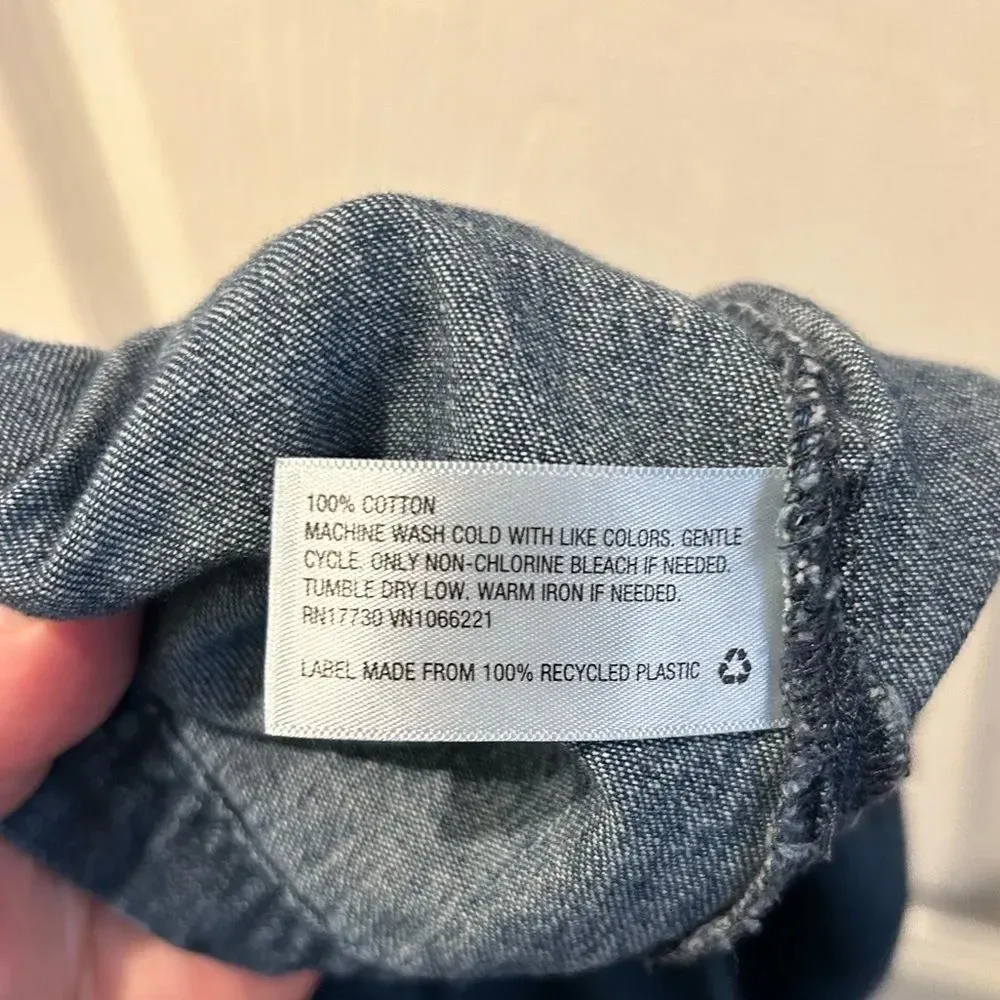 100% COTTON
MACHINE WASH COLD WITH LIKE COLORS. GENTLE
CYCLE. ONLY NON-CHLORINE BLEACH IF NEEDED.
TUMBLE DRY LOW. WARM IRON IF NEEDED.
RN17730 VN1066221
LABEL MADE FROM 100% RECYCLED PLASTIC